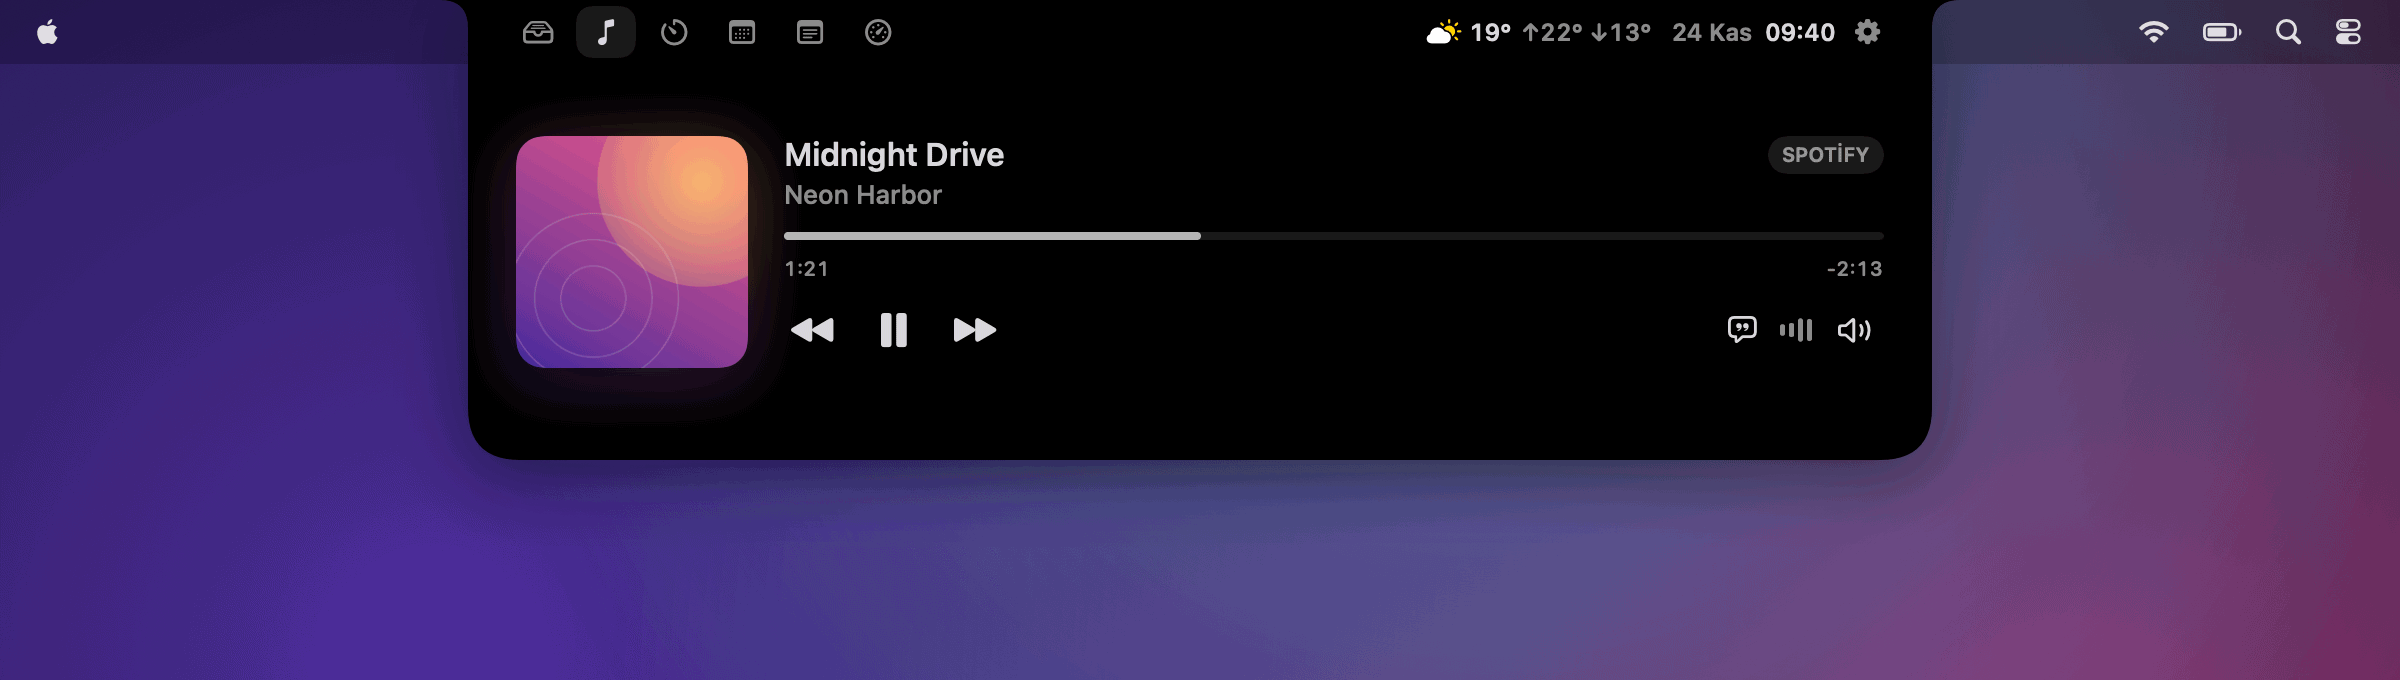 19° ↑22° ↓13° 24 Kas 09:40
Midnight Drive
SPOTİFY
Neon Harbor
1:21
-2:13